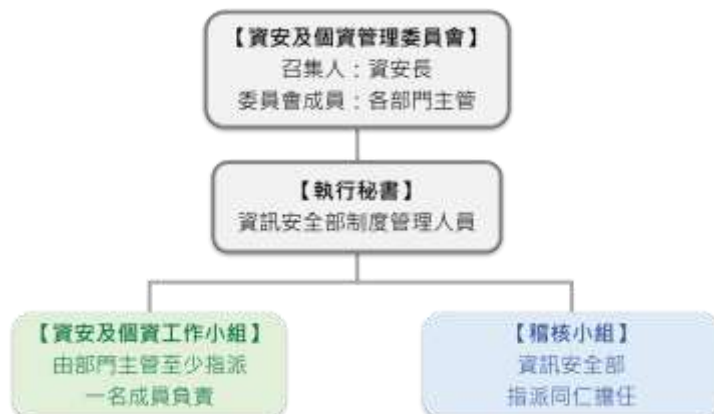 【資安及個資管理委員會】
召集人：資安長
委員會成員：各部門主管
【執行秘書】
資訊安全部制度管理人員
【資安及個資工作小組】
由部門主管至少指派
一名成員負責
【稽核小組】
資訊安全部
指派同仁擔任